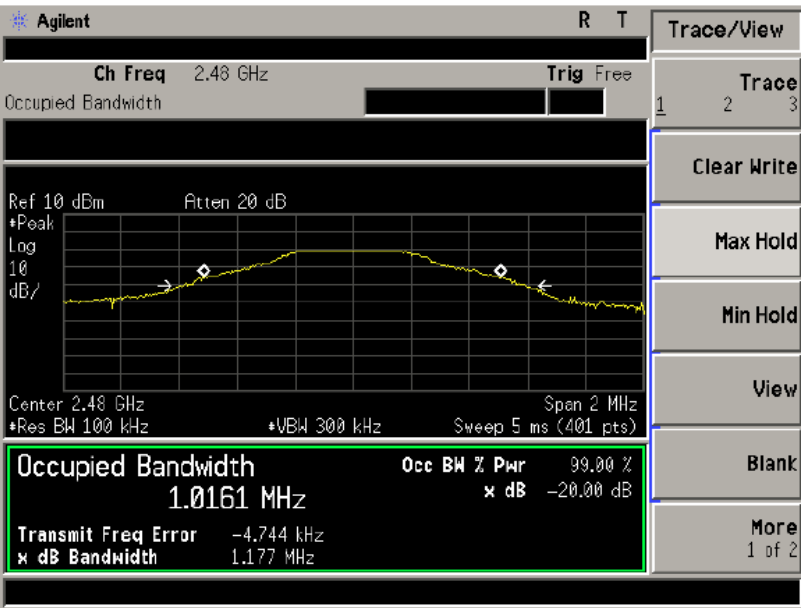 Agilent R T
Trace/View
Ch Freq 2.48 GHz Trig Free
Occupied Bandwidth
Trace
1 2 3
Clear Write
Max Hold
Min Hold
View
Blank
More
1 of 2
Ref 10 dBm Atten 20 dB
#Peak
Log
10
dB/
Center 2.48 GHz Span 2 MHz
#Res BW 100 kHz #VBW 300 kHz Sweep 5 ms (401 pts)
Occupied Bandwidth Occ BW % Pwr 99.00 %
1.0161 MHz x dB -20.00 dB
Transmit Freq Error -4.744 kHz
x dB Bandwidth 1.177 MHz